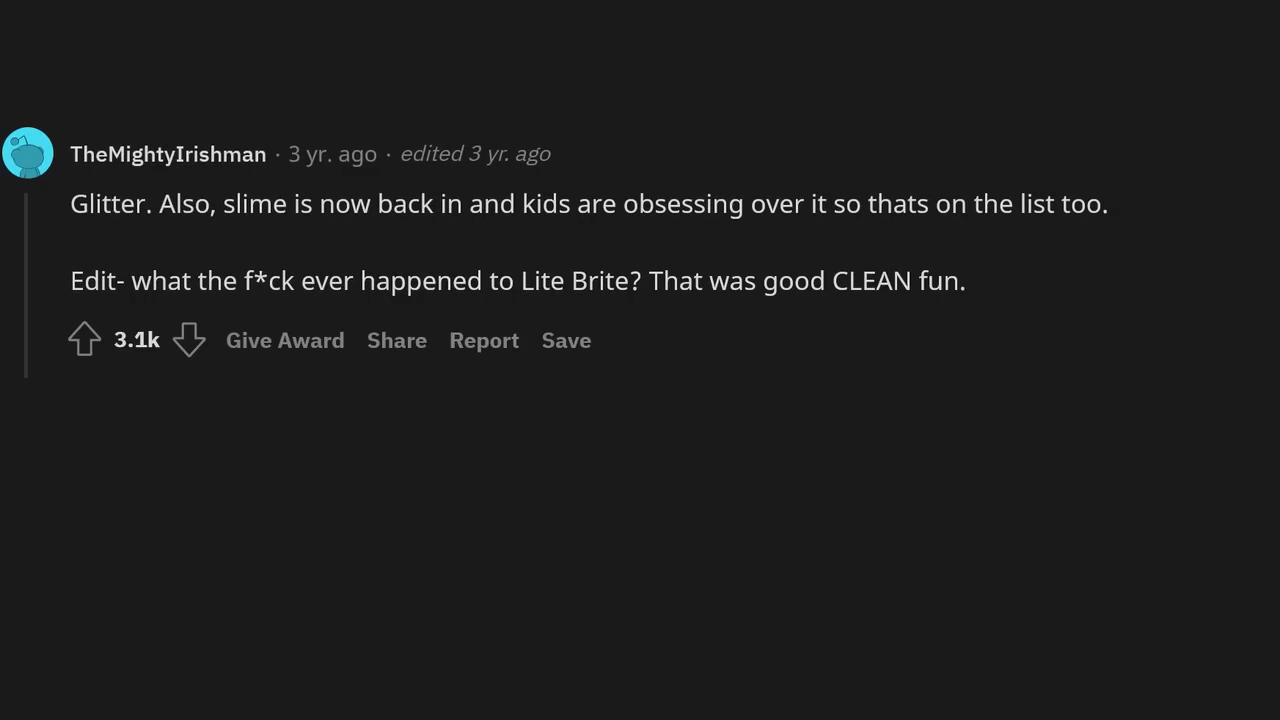 TheMightyIrishman · 3 yr. ago · edited 3 yr. ago
Glitter. Also, slime is now back in and kids are obsessing over it so thats on the list too.
Edit- what the f*ck ever happened to Lite Brite? That was good CLEAN fun.
3.1k Give Award Share Report Save